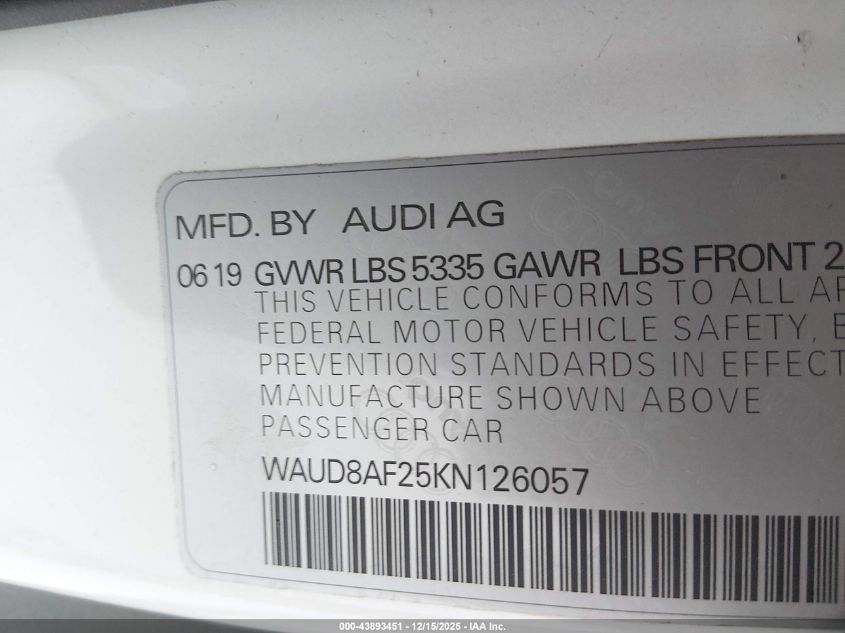 MFD. BY AUDI AG
06 19 GVWR LBS 5335 GAWR LBS FRONT 2
THIS VEHICLE CONFORMS TO ALL AP
FEDERAL MOTOR VEHICLE SAFETY, B
PREVENTION STANDARDS IN EFFECT
MANUFACTURE SHOWN ABOVE
PASSENGER CAR
WAUD8AF25KN126057
000-43893451 - 12/15/2025 - IAA Inc.